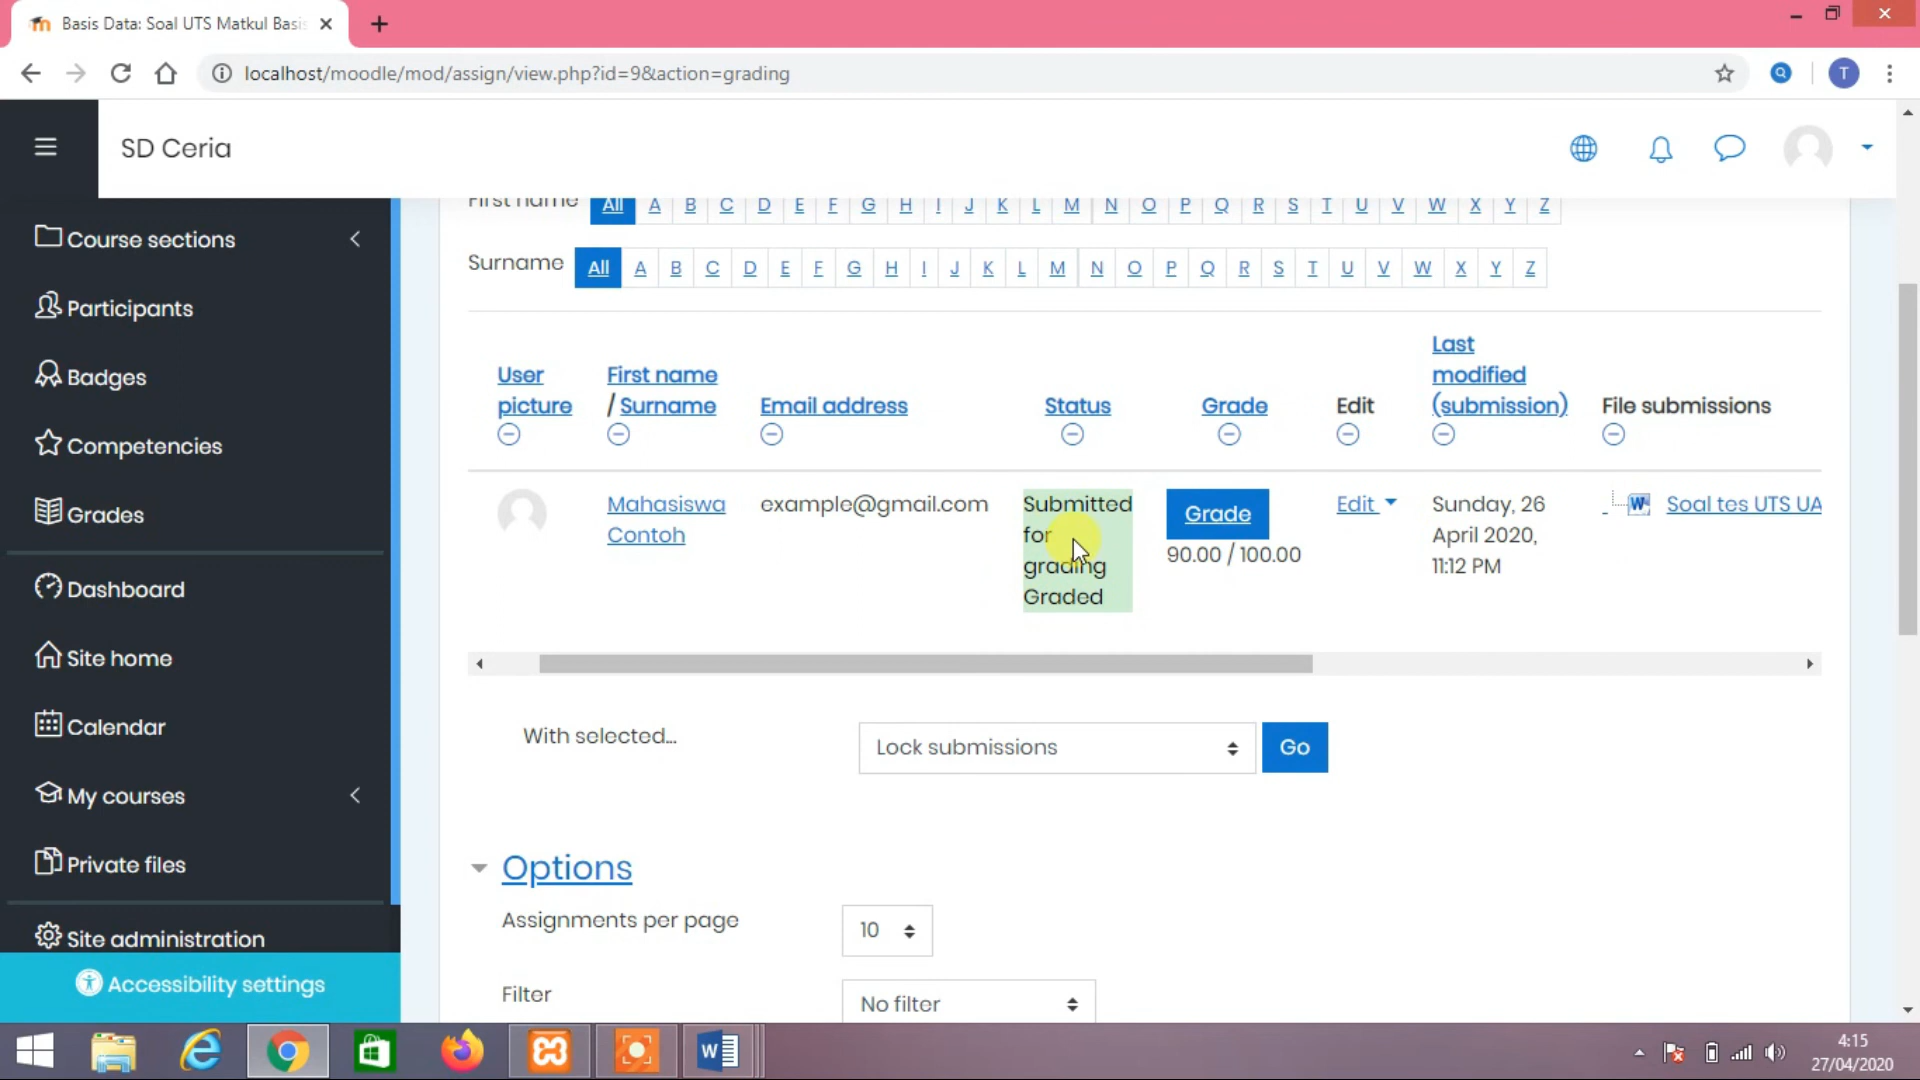 Basis Data: Soal UTS Matkul Basis
localhost/moodle/mod/assign/view.php?id=9&action=grading
T
SD Ceria
First name All A B C D E F G H I J K L M N O P Q R S T U V W X Y Z
Surname All A B C D E F G H I J K L M N O P Q R S T U V W X Y Z
Course sections
Participants
Badges
Competencies
Grades
Dashboard
Site home
Calendar
My courses
Private files
Site administration
Accessibility settings
User
picture
First name
/ Surname
Email address
Status
Grade
Edit
Last
modified
(submission)
File submissions
Mahasiswa
Contoh
example@gmail.com
Submitted
for
grading
Graded
Grade
90.00 / 100.00
Edit
Sunday, 26
April 2020,
11:12 PM
Soal tes UTS UA
With selected...
Lock submissions
Go
Options
Assignments per page
10
Filter
No filter
4:15
27/04/2020